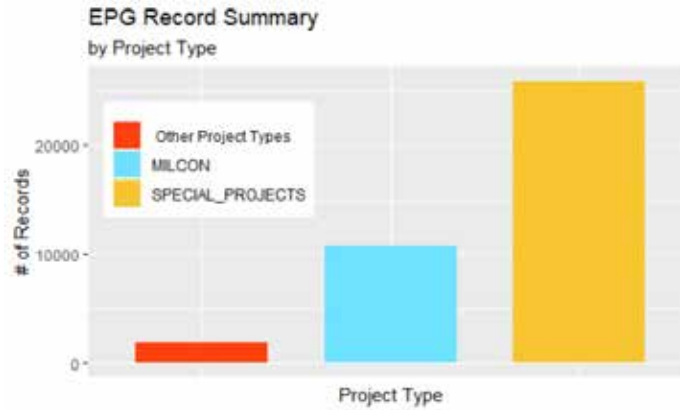 EPG Record Summary
by Project Type
# of Records
20000
10000
0
Other Project Types
MILCON
SPECIAL_PROJECTS
Project Type